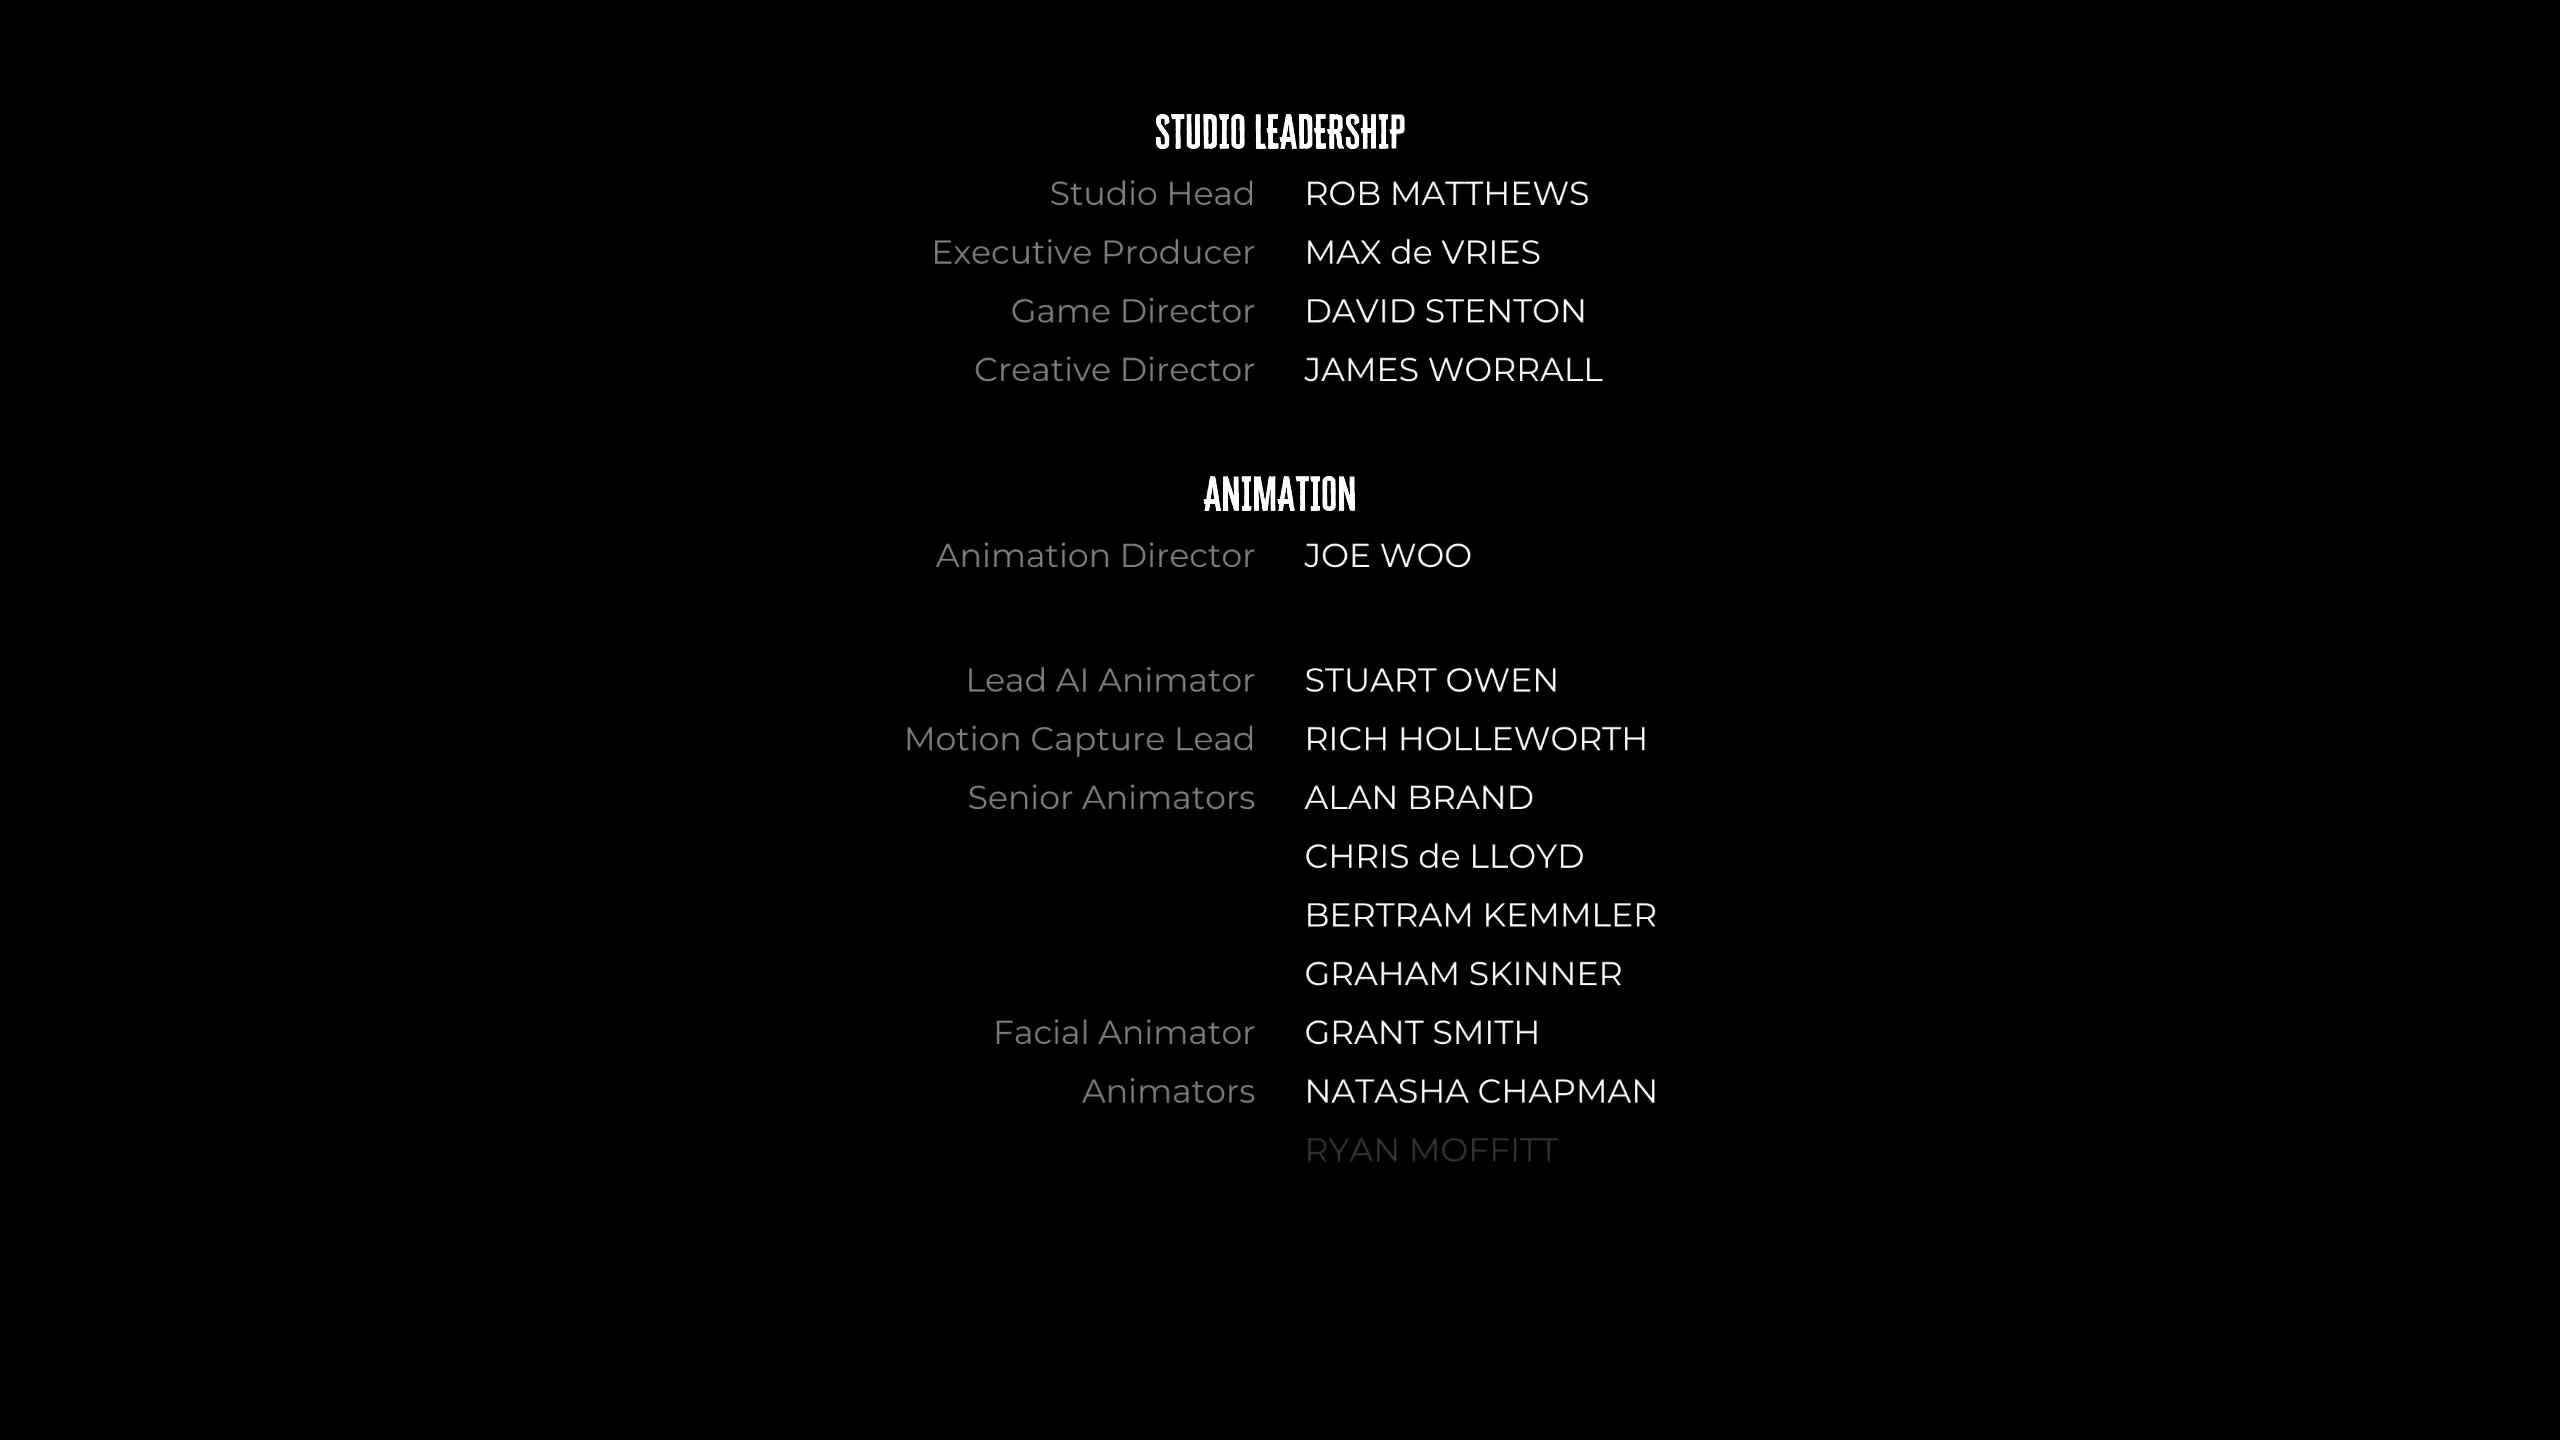 STUDIO LEADERSHIP
Studio Head ROB MATTHEWS
Executive Producer MAX de VRIES
Game Director DAVID STENTON
Creative Director JAMES WORRALL
ANIMATION
Animation Director JOE WOO
Lead AI Animator STUART OWEN
Motion Capture Lead RICH HOLLEWORTH
Senior Animators ALAN BRAND
CHRIS de LLOYD
BERTRAM KEMMLER
GRAHAM SKINNER
Facial Animator GRANT SMITH
Animators NATASHA CHAPMAN
RYAN MOFFITT